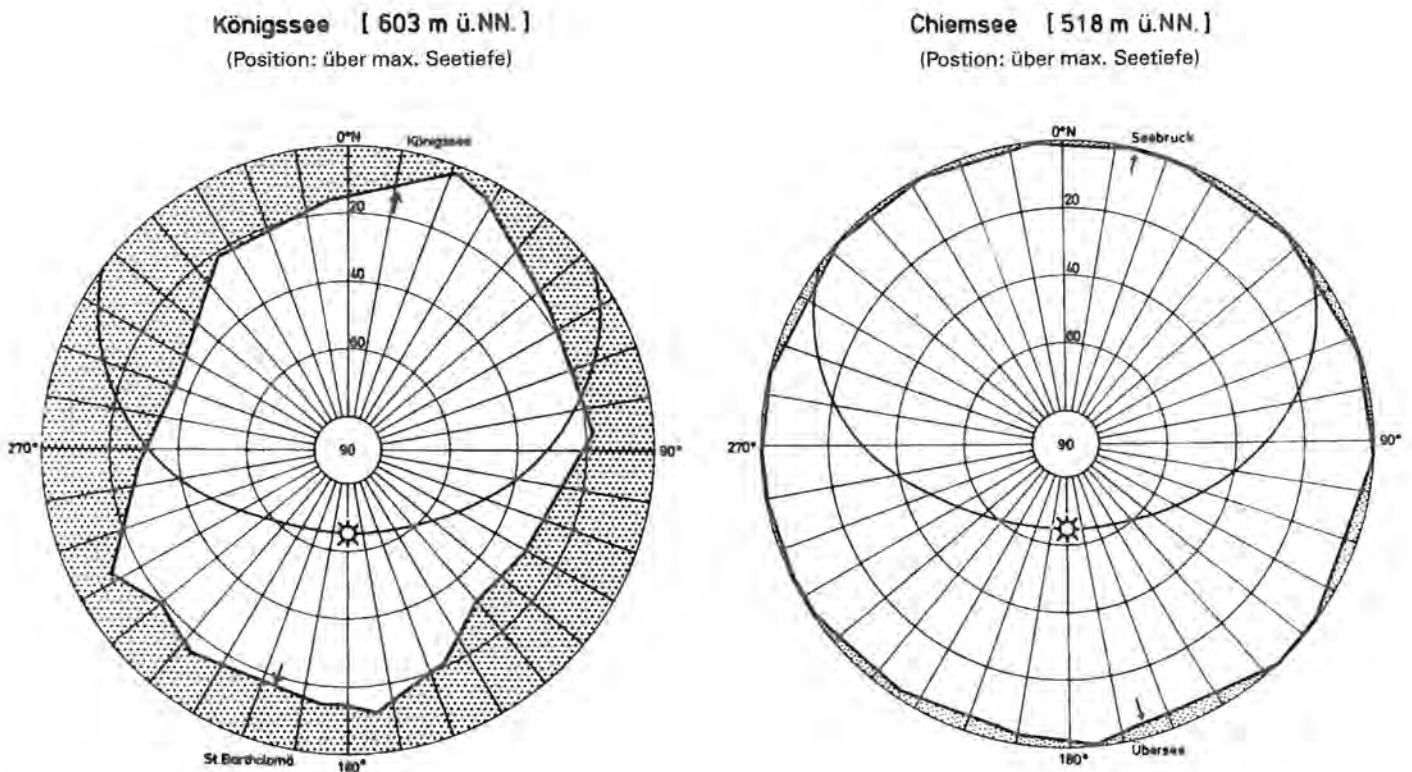 Königssee [ 603 m ü.NN. ]
(Position: über max. Seetiefe)
0°N
Königssee
20
40
60
90
270°
90°
St. Bartholomä
180°
Chiemsee [ 518 m ü.NN. ]
(Postion: über max. Seetiefe)
0°N
Seebruck
20
40
60
90
270°
90°
Übersee
180°